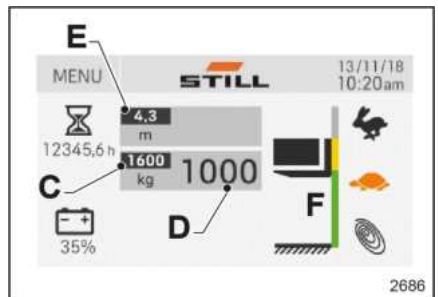 E
MENU
STILL
13/11/18
10:20am
4,3
m
12345,6 h
C
1600
kg
1000
D
F
- +
35%
2686